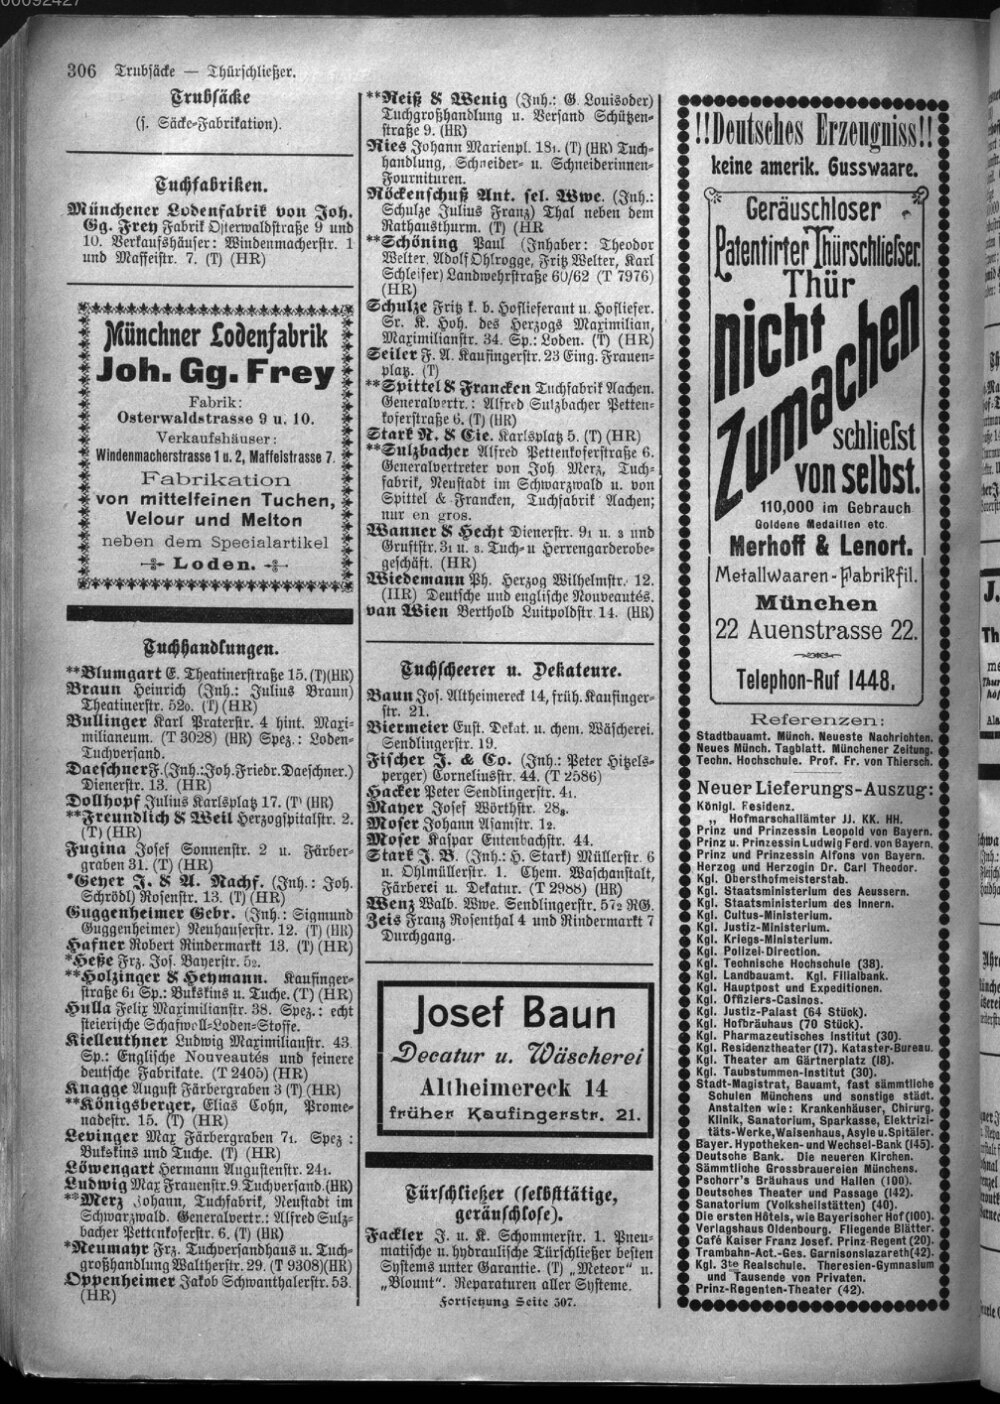 00092427
306 Trubsäcke — Thürschließer.
Trubsäcke
(s. Säcke-Fabrikation).
Tuchfabriken.
Münchener Lodenfabrik von Joh.
Gg. Frey Fabrik Osterwaldstraße 9 und
10. Verkaufshäuser: Windenmacherstr. 1
und Maffeistr. 7. (T) (HR)
Münchner Lodenfabrik
Joh. Gg. Frey
Fabrik:
Osterwaldstrasse 9 u. 10.
Verkaufshäuser:
Windenmacherstrasse 1 u. 2, Maffeistrasse 7.
Fabrikation
von mittelfeinen Tuchen,
Velour und Melton
neben dem Specialartikel
Loden.
Tuchhandlungen.
**Blumgart E. Theatinerstraße 15. (T)(HR)
Braun Heinrich (Inh.: Julius Braun)
Theatinerstr. 52o. (T) (HR)
Bullinger Karl Praterstr. 4 hint. Maxi-
milianeum. (T 3028) (HR) Spez.: Loden-
Tuchversand.
Daeschner F. (Inh.: Joh. Friedr. Daeschner.)
Dienerstr. 13. (HR)
Dollhopf Julius Karlsplatz 17. (T) (HR)
**Freundlich & Weil Herzogspitalstr. 2.
(T) (HR)
Fugina Josef Sonnenstr. 2 u. Färber-
graben 31. (T) (HR)
*Geyer J. & A. Nachf. (Inh.: Joh.
Schrödl) Rosenstr. 13. (T) (HR)
Guggenheimer Gebr. (Inh.: Sigmund
Guggenheimer) Neuhauserstr. 12. (T) (HR)
Hafner Robert Rindermarkt 13. (T) (HR)
*Heße Frz. Jos. Bayerstr. 52.
**Holzinger & Heymann. Kaufinger-
straße 61 Sp.: Bukskins u. Tuche. (T) (HR)
Hulla Felix Maximilianstr. 38. Spez.: echt
steierische Schafwoll-Loden-Stoffe.
Kielleuthner Ludwig Maximilianstr. 43
Sp.: Englische Nouveautés und feinere
deutsche Fabrikate. (T 2405) (HR)
Knagge August Färbergraben 3 (T) (HR)
**Königsberger, Elias Cohn, Prome-
nadestr. 15. (T) (HR)
Levinger Max Färbergraben 71. Spez:
Bukskins und Tuche. (T) (HR)
Löwengart Hermann Augustenstr. 241.
Ludwig Max Frauenstr. 9. Tuchversand. (HR)
**Merz Johann, Tuchfabrik, Neustadt im
Schwarzwald. Generalvertr.: Alfred Sulz-
bacher Pettenkoferstr. 6. (T) (HR)
*Neumayr Frz. Tuchversandhaus u. Tuch-
großhandlung Waltherstr. 29. (T 9308)(HR)
Oppenheimer Jakob Schwanthalerstr. 53.
(HR)
**Reiß & Wenig (Inh.: G. Louisoder)
Tuchgroßhandlung u. Versand Schützen-
straße 9. (HR)
Ries Johann Marienpl. 181. (T) (HR) Tuch-
handlung, Schneider- u. Schneiderinnen-
Fournituren.
Röckenschuß Ant. sel. Wwe. (Inh.:
Schulze Julius Franz) Thal neben dem
Rathausthurm. (T) (HR
**Schöning Paul (Inhaber: Theodor
Welter, Adolf Ohlrogge, Fritz Welter, Karl
Schleifer) Landwehrstraße 60/62 (T 7976)
(HR)
Schulze Fritz k. b. Hoflieferant u. Hofliefer.
Sr. K. Hoh. des Herzogs Maximilian,
Maximilianstr. 34. Sp.: Loden. (T) (HR)
Seiler F. A. Kaufingerstr. 23 Eing. Frauen-
platz. (T)
**Spittel & Francken Tuchfabrik Aachen.
Generalvertr.: Alfred Sulzbacher Petten-
koferstraße 6. (T) (HR)
Stark N. & Cie. Karlsplatz 5. (T) (HR)
**Sulzbacher Alfred Pettenkoferstraße 6.
Generalvertreter von Joh. Merz, Tuch-
fabrik, Neustadt im Schwarzwald u. von
Spittel & Francken, Tuchfabrik Aachen;
nur en gros.
Wanner & Hecht Dienerstr. 91 u. 3 und
Gruftstr. 31 u. 3. Tuch- u Herrengarderobe-
geschäft. (HR)
Wiedemann Ph. Herzog Wilhelmstr. 12.
(HR) Deutsche und englische Nouveautés.
van Wien Berthold Luitpoldstr. 14. (HR)
Tuchscheerer u. Dekateure.
Baun Jos. Altheimereck 14, früh. Kaufinger-
str. 21.
Biermeier Eust. Dekat. u. chem. Wäscherei.
Sendlingerstr. 19.
Fischer J. & Co. (Inh.: Peter Hitzels-
perger) Corneliusstr. 44. (T 2586)
Hacker Peter Sendlingerstr. 41.
Mayer Josef Wörthstr. 283.
Moser Johann Asamstr. 12.
Moser Kaspar Entenbachstr. 44.
Stark J. B. (Inh.: H. Stark) Müllerstr. 6
u. Ohlmüllerstr. 1. Chem. Waschanstalt,
Färberei u. Dekatur. (T 2988) (HR)
Wenz Walb. Wwe. Sendlingerstr. 572 RG.
Zeis Franz Rosenthal 4 und Rindermarkt 7
Durchgang.
Josef Baun
Decatur u. Wäscherei
Altheimereck 14
früher Kaufingerstr. 21.
Türschließer (selbsttätige,
geräuschlose).
Fackler J. u. K. Schommerstr. 1. Pneu-
matische u. hydraulische Türschließer besten
Systems unter Garantie. (T) „Meteor" u.
„Blount". Reparaturen aller Systeme.
Fortsetzung Seite 307.
!!Deutsches Erzeugniss!!
keine amerik. Gusswaare.
Geräuschloser
Patentirter Thürschliefser.
Thür
nicht
Zumachen
schliefst
von selbst.
110,000 im Gebrauch
Goldene Medaillen etc
Merhoff & Lenort.
Metallwaaren-Pabrikfil.
München
22 Auenstrasse 22.
Telephon-Ruf 1448.
Referenzen:
Stadtbauamt. Münch. Neueste Nachrichten.
Neues Münch. Tagblatt. Münchener Zeitung.
Techn. Hochschule. Prof. Fr. von Thiersch.
Neuer Lieferungs-Auszug:
Königl. Residenz.
„ Hofmarschallämter JJ. KK. HH.
Prinz und Prinzessin Leopold von Bayern.
Prinz u. Prinzessin Ludwig Ferd. von Bayern.
Prinz und Prinzessin Alfons von Bayern.
Herzog und Herzogin Dr. Carl Theodor.
Kgl. Obersthofmeisterstab.
Kgl. Staatsministerium des Aeussern.
Kgl. Staatsministerium des Innern.
Kgl. Cultus-Ministerium.
Kgl. Justiz-Ministerium.
Kgl. Kriegs-Ministerium.
Kgl. Polizei-Direction.
Kgl. Technische Hochschule (38).
Kgl. Landbauamt. Kgl. Filialbank.
Kgl. Hauptpost und Expeditionen.
Kgl. Offiziers-Casinos.
Kgl. Justiz-Palast (64 Stück).
Kgl. Hofbräuhaus (70 Stück).
Kgl. Pharmazeutisches Institut (30).
Kgl. Residenztheater (17). Kataster-Bureau.
Kgl. Theater am Gärtnerplatz (18).
Kgl. Taubstummen-Institut (30).
Stadt-Magistrat, Bauamt, fast sämmtliche
Schulen Münchens und sonstige städt.
Anstalten wie: Krankenhäuser, Chirurg.
Klinik, Sanatorium, Sparkasse, Elektrizi-
täts-Werke, Waisenhaus, Asyle u. Spitäler.
Bayer. Hypotheken- und Wechsel-Bank (145).
Deutsche Bank. Die neueren Kirchen.
Sämmtliche Grossbrauereien Münchens.
Pschorr's Bräuhaus und Hallen (100).
Deutsches Theater und Passage (142).
Sanatorium (Volksheilstätten) (40).
Die ersten Hôtels, wie Bayerischer Hof (100).
Verlagshaus Oldenbourg. Fliegende Blätter.
Café Kaiser Franz Josef. Prinz-Regent (20).
Trambahn-Act.-Ges. Garnisonslazareth (42).
Kgl. 3te Realschule. Theresien-Gymnasium
und Tausende von Privaten.
Prinz-Regenten-Theater (42).